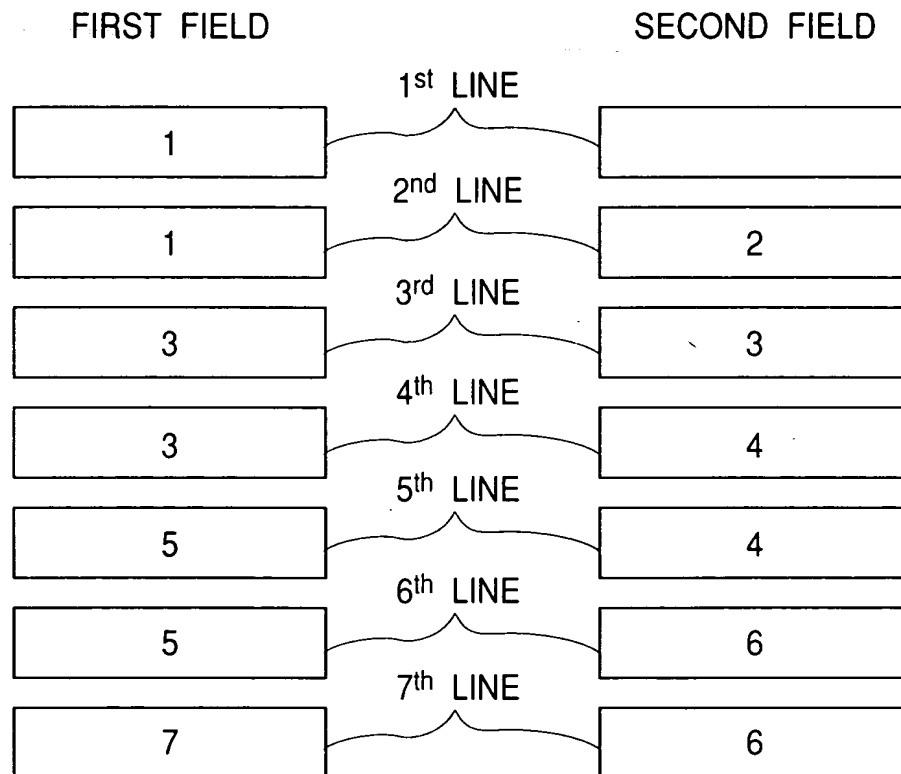 FIRST FIELD SECOND FIELD
1st LINE
1
2nd LINE
1 2
3rd LINE
3 3
4th LINE
3 4
5th LINE
5 4
6th LINE
5 6
7th LINE
7 6